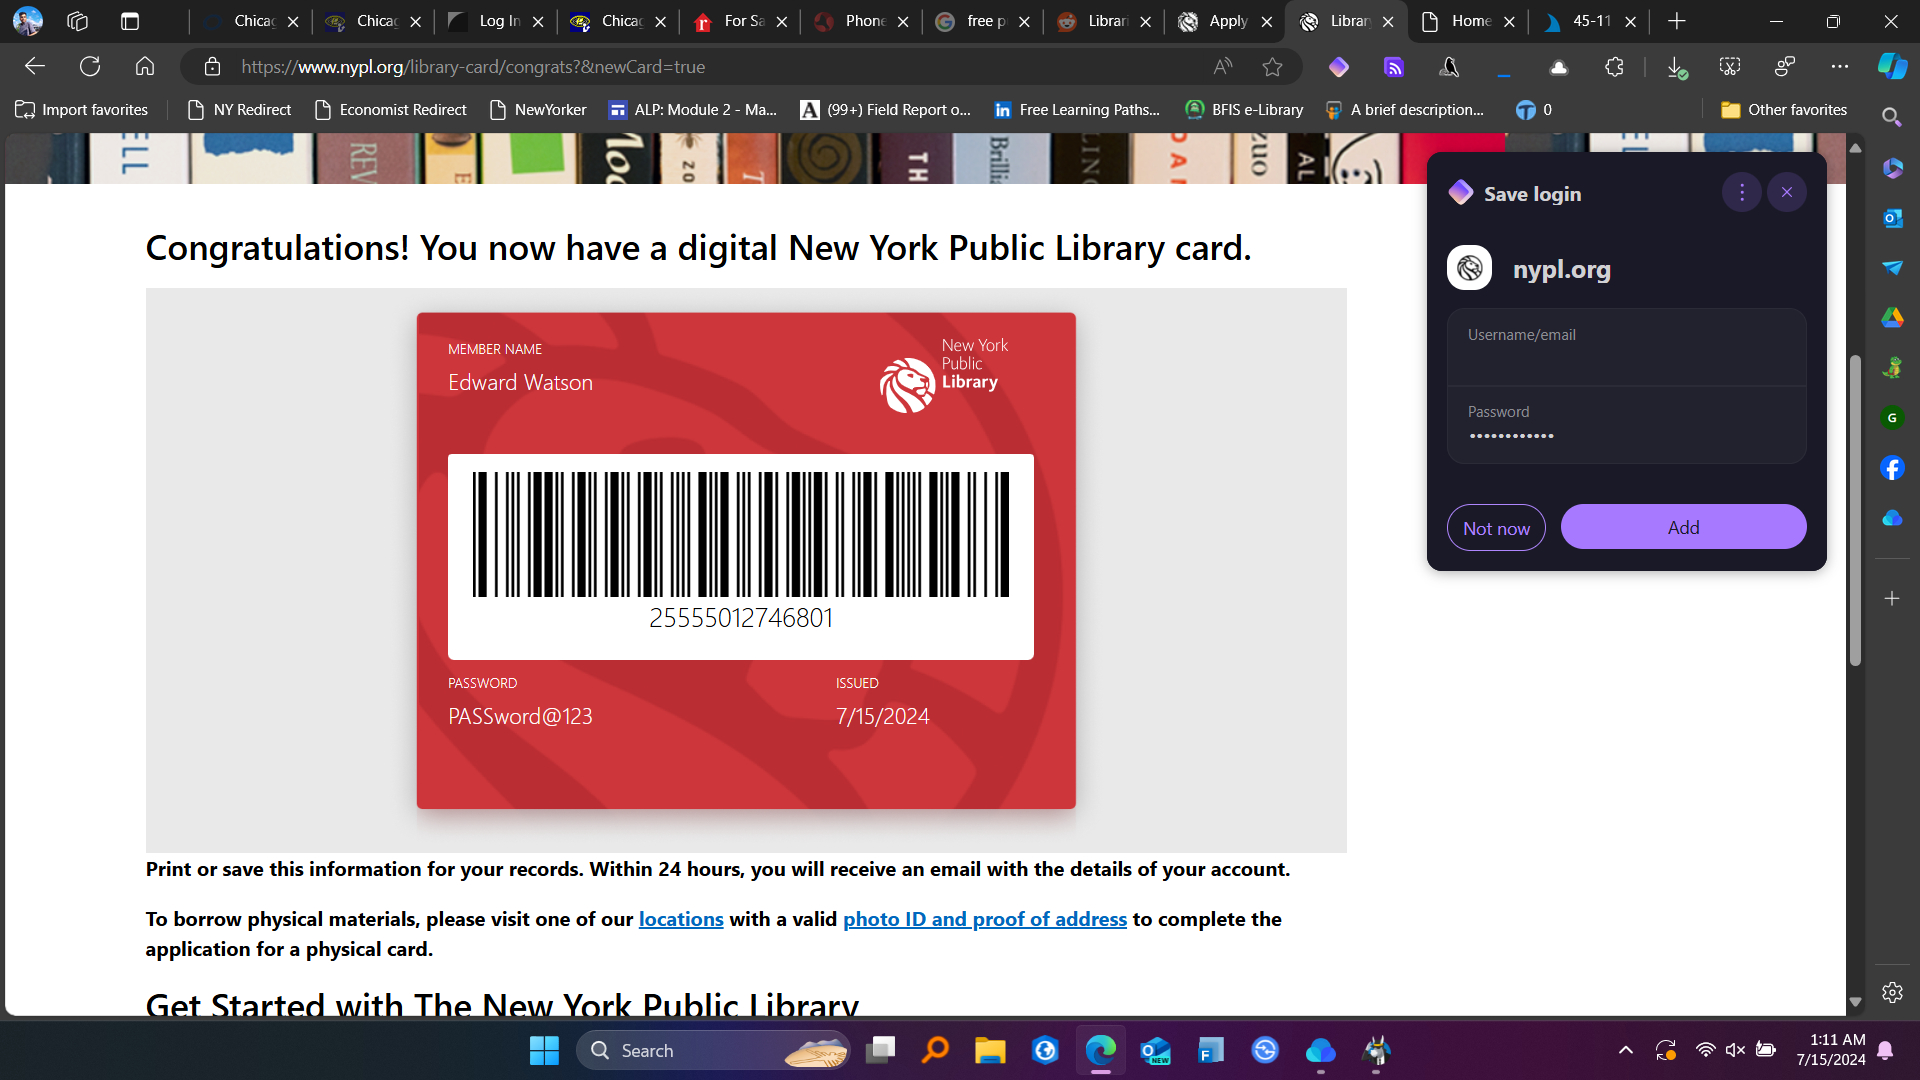 Chicag
Chicag
Log In
Chicag
For Sa
Phone
free p
Librari
Apply
Library
Home
45-11
https://www.nypl.org/library-card/congrats?&newCard=true
Import favorites
NY Redirect
Economist Redirect
NewYorker
ALP: Module 2 - Ma...
(99+) Field Report o...
Free Learning Paths...
BFIS e-Library
A brief description...
0
Other favorites
Save login
nypl.org
Username/email
Password
••••••••••••
Not now
Add
Congratulations! You now have a digital New York Public Library card.
MEMBER NAME
Edward Watson
New York
Public
Library
25555012746801
PASSWORD
PASSword@123
ISSUED
7/15/2024
Print or save this information for your records. Within 24 hours, you will receive an email with the details of your account.
To borrow physical materials, please visit one of our locations with a valid photo ID and proof of address to complete the
application for a physical card.
Get Started with The New York Public Library
Search
1:11 AM
7/15/2024